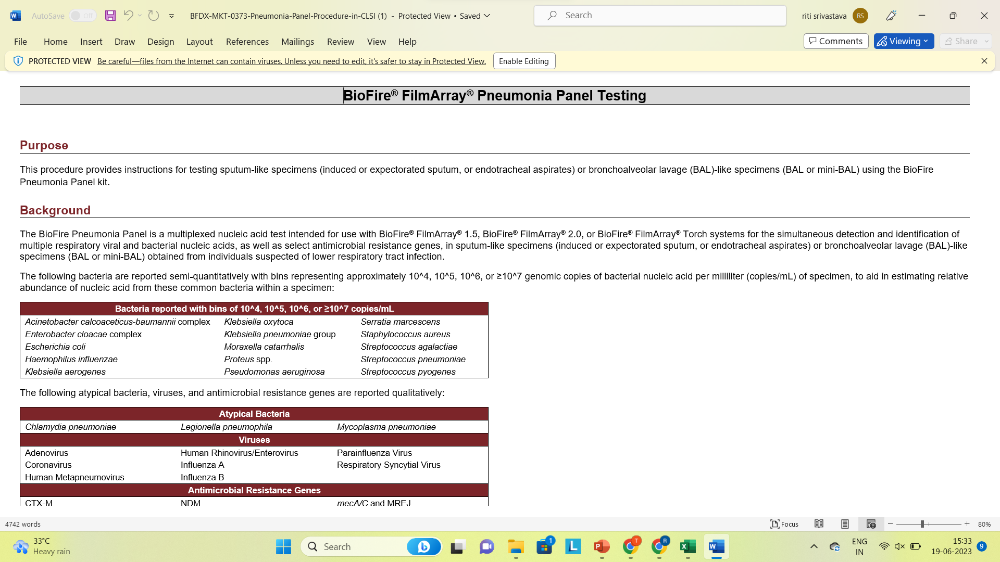 AutoSave Off BFDX-MKT-0373-Pneumonia-Panel-Procedure-in-CLSI (1) - Protected View • Saved Search riti srivastava RS
File Home Insert Draw Design Layout References Mailings Review View Help Comments Viewing Share
PROTECTED VIEW Be careful—files from the Internet can contain viruses. Unless you need to edit, it's safer to stay in Protected View. Enable Editing
BioFire® FilmArray® Pneumonia Panel Testing
Purpose
This procedure provides instructions for testing sputum-like specimens (induced or expectorated sputum, or endotracheal aspirates) or bronchoalveolar lavage (BAL)-like specimens (BAL or mini-BAL) using the BioFire
Pneumonia Panel kit.
Background
The BioFire Pneumonia Panel is a multiplexed nucleic acid test intended for use with BioFire® FilmArray® 1.5, BioFire® FilmArray® 2.0, or BioFire® FilmArray® Torch systems for the simultaneous detection and identification of
multiple respiratory viral and bacterial nucleic acids, as well as select antimicrobial resistance genes, in sputum-like specimens (induced or expectorated sputum, or endotracheal aspirates) or bronchoalveolar lavage (BAL)-like
specimens (BAL or mini-BAL) obtained from individuals suspected of lower respiratory tract infection.
The following bacteria are reported semi-quantitatively with bins representing approximately 10^4, 10^5, 10^6, or ≥10^7 genomic copies of bacterial nucleic acid per milliliter (copies/mL) of specimen, to aid in estimating relative
abundance of nucleic acid from these common bacteria within a specimen:
Bacteria reported with bins of 10^4, 10^5, 10^6, or ≥10^7 copies/mL
Acinetobacter calcoaceticus-baumannii complex Klebsiella oxytoca Serratia marcescens
Enterobacter cloacae complex Klebsiella pneumoniae group Staphylococcus aureus
Escherichia coli Moraxella catarrhalis Streptococcus agalactiae
Haemophilus influenzae Proteus spp. Streptococcus pneumoniae
Klebsiella aerogenes Pseudomonas aeruginosa Streptococcus pyogenes
The following atypical bacteria, viruses, and antimicrobial resistance genes are reported qualitatively:
Atypical Bacteria
Chlamydia pneumoniae Legionella pneumophila Mycoplasma pneumoniae
Viruses
Adenovirus Human Rhinovirus/Enterovirus Parainfluenza Virus
Coronavirus Influenza A Respiratory Syncytial Virus
Human Metapneumovirus Influenza B
Antimicrobial Resistance Genes
CTX-M NDM mecA/C and MREJ
4742 words Focus 80%
33°C Search 1 T R ENG 15:33
Heavy rain IN 19-06-2023 9